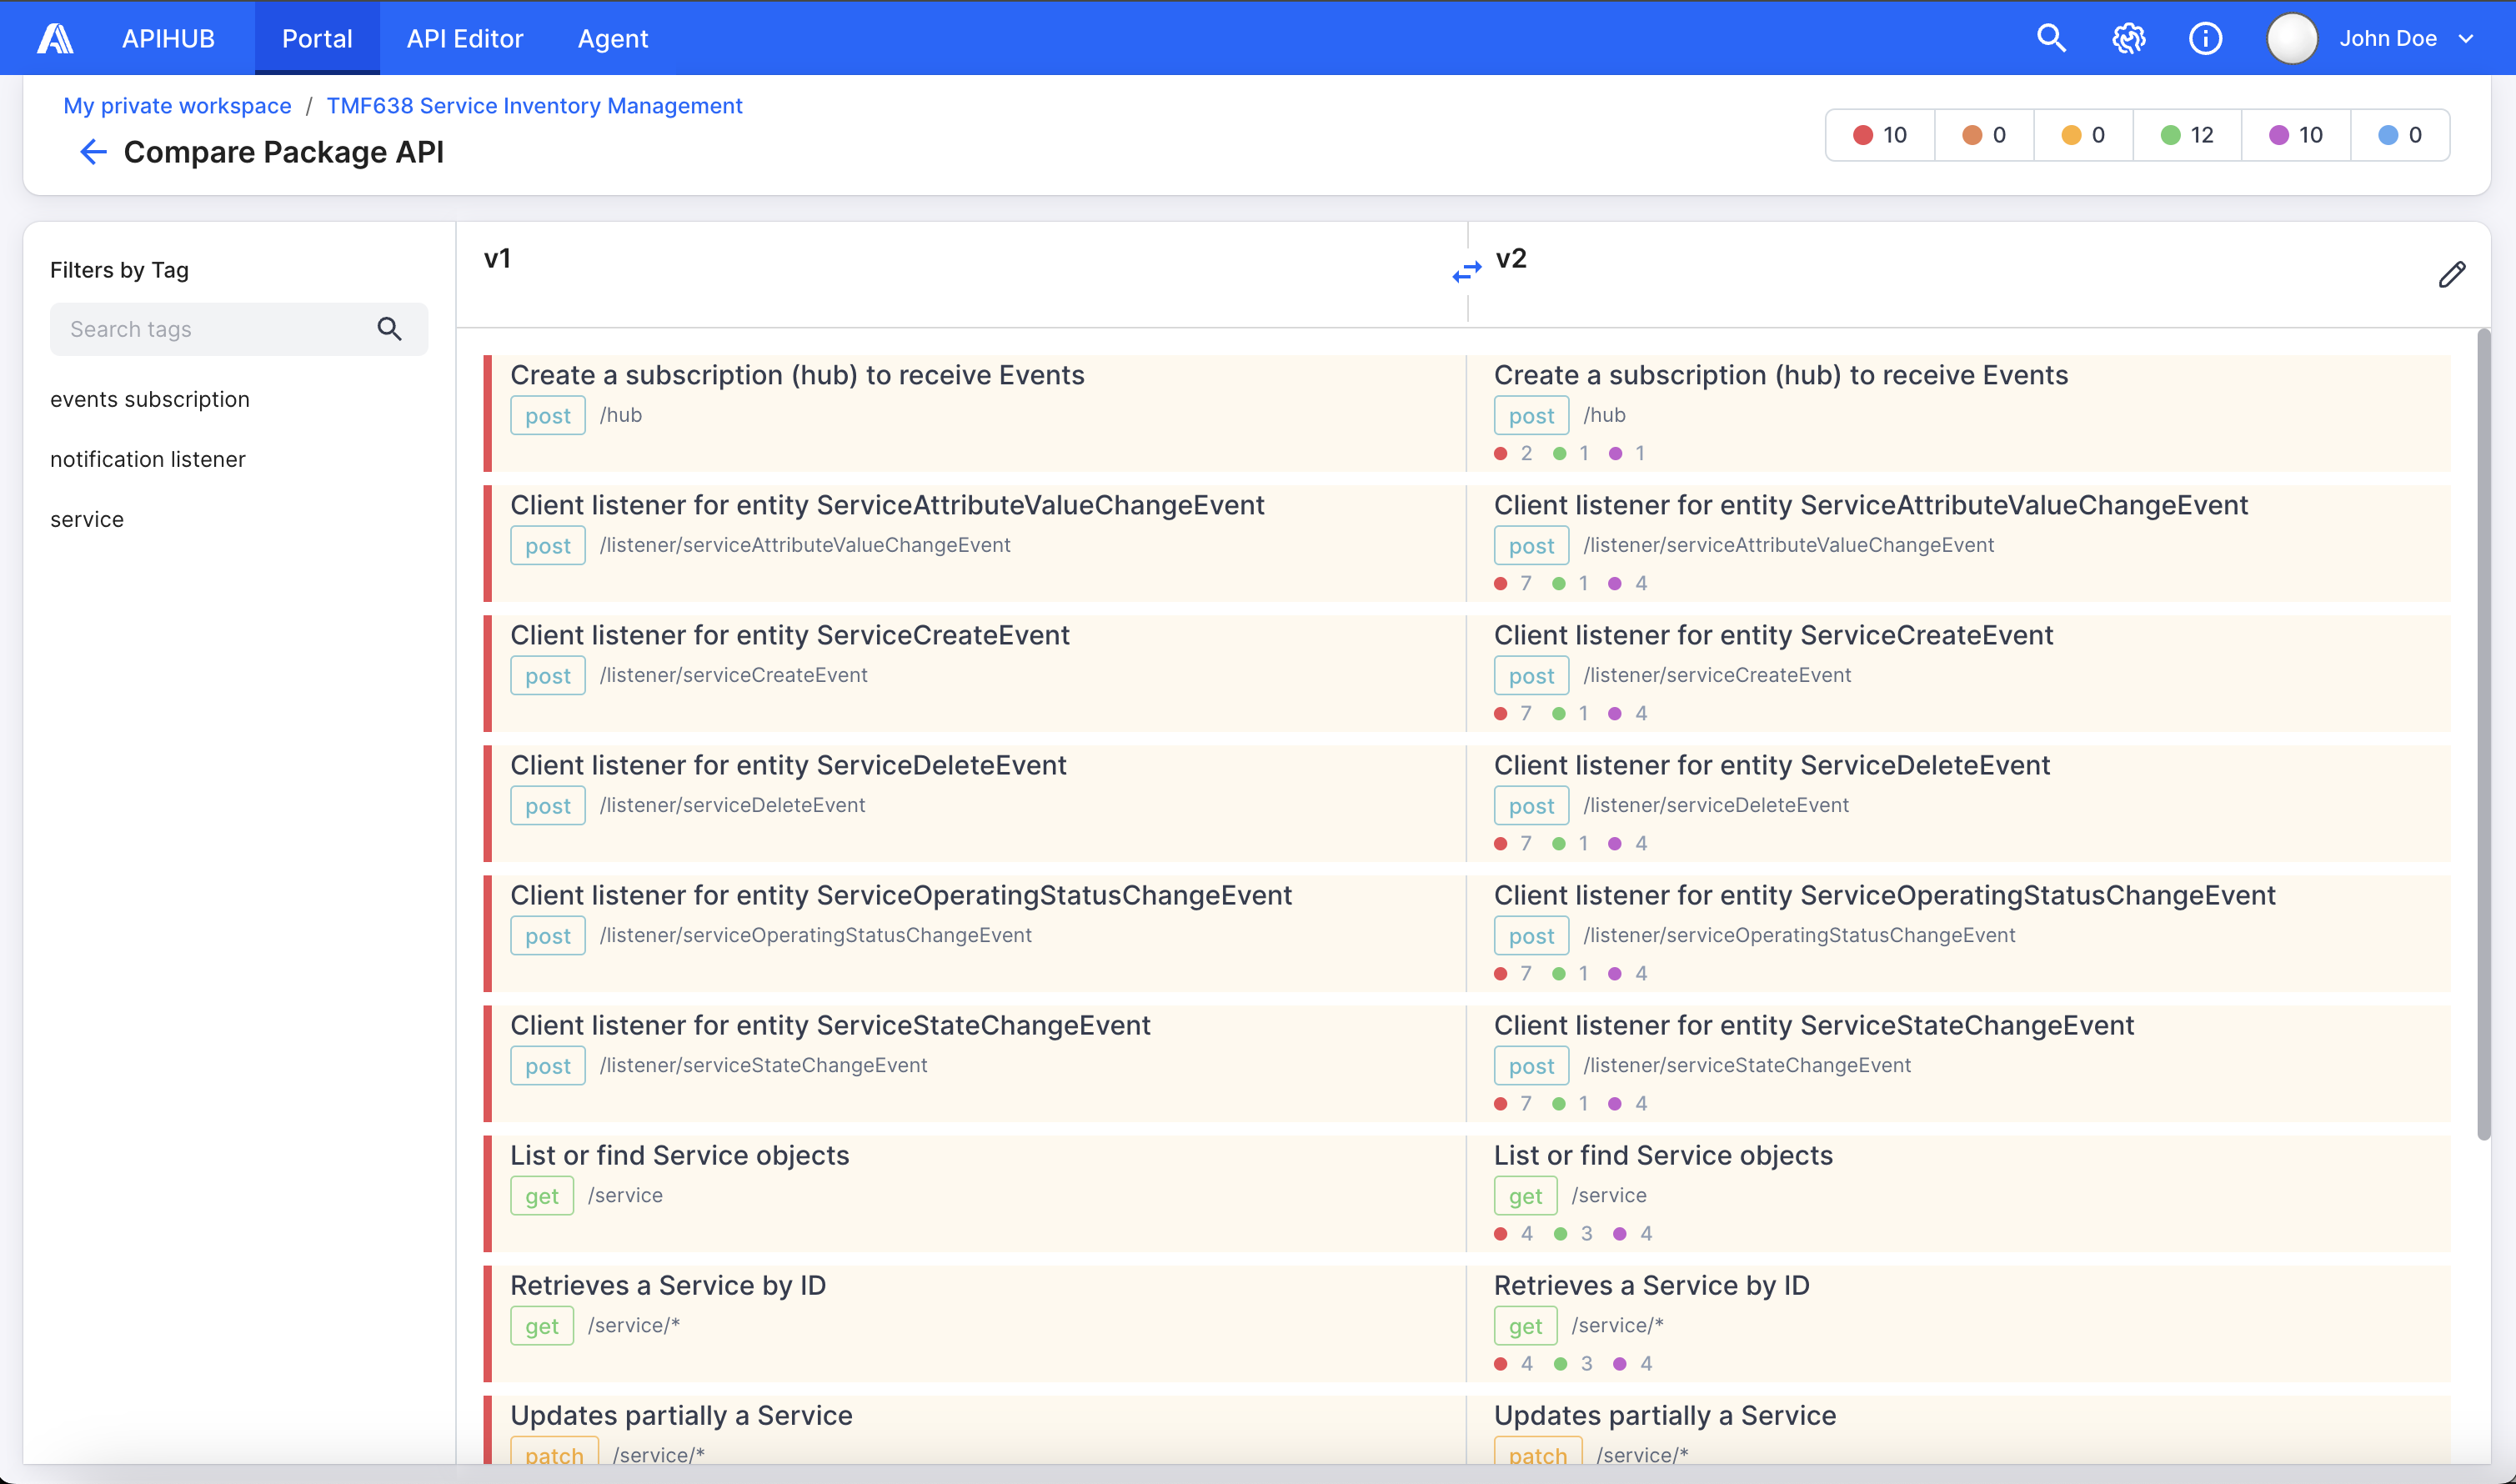 APIHUB Portal API Editor Agent John Doe
My private workspace / TMF638 Service Inventory Management
Compare Package API
10 0 0 12 10 0
Filters by Tag
Search tags
events subscription
notification listener
service
v1 v2
Create a subscription (hub) to receive Events Create a subscription (hub) to receive Events
post /hub post /hub
2 1 1
Client listener for entity ServiceAttributeValueChangeEvent Client listener for entity ServiceAttributeValueChangeEvent
post /listener/serviceAttributeValueChangeEvent post /listener/serviceAttributeValueChangeEvent
7 1 4
Client listener for entity ServiceCreateEvent Client listener for entity ServiceCreateEvent
post /listener/serviceCreateEvent post /listener/serviceCreateEvent
7 1 4
Client listener for entity ServiceDeleteEvent Client listener for entity ServiceDeleteEvent
post /listener/serviceDeleteEvent post /listener/serviceDeleteEvent
7 1 4
Client listener for entity ServiceOperatingStatusChangeEvent Client listener for entity ServiceOperatingStatusChangeEvent
post /listener/serviceOperatingStatusChangeEvent post /listener/serviceOperatingStatusChangeEvent
7 1 4
Client listener for entity ServiceStateChangeEvent Client listener for entity ServiceStateChangeEvent
post /listener/serviceStateChangeEvent post /listener/serviceStateChangeEvent
7 1 4
List or find Service objects List or find Service objects
get /service get /service
4 3 4
Retrieves a Service by ID Retrieves a Service by ID
get /service/* get /service/*
4 3 4
Updates partially a Service Updates partially a Service
patch /service/* patch /service/*